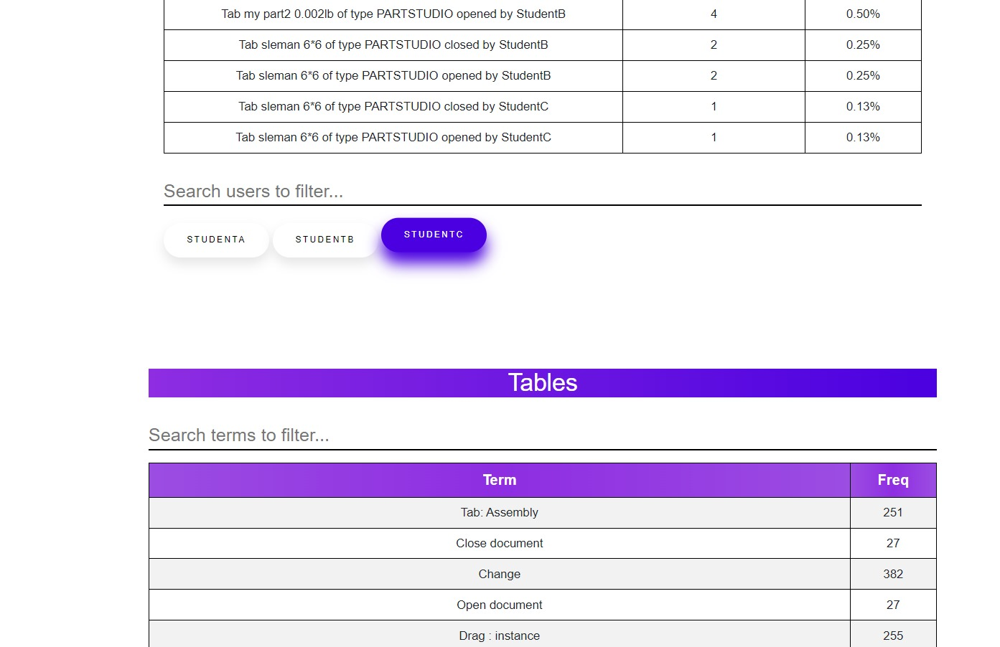 Tab my part2 0.002lb of type PARTSTUDIO opened by StudentB 4 0.50%
Tab sleman 6*6 of type PARTSTUDIO closed by StudentB 2 0.25%
Tab sleman 6*6 of type PARTSTUDIO opened by StudentB 2 0.25%
Tab sleman 6*6 of type PARTSTUDIO closed by StudentC 1 0.13%
Tab sleman 6*6 of type PARTSTUDIO opened by StudentC 1 0.13%
Search users to filter...
STUDENTA STUDENTB STUDENTC
Tables
Search terms to filter...
Term Freq
Tab: Assembly 251
Close document 27
Change 382
Open document 27
Drag : instance 255